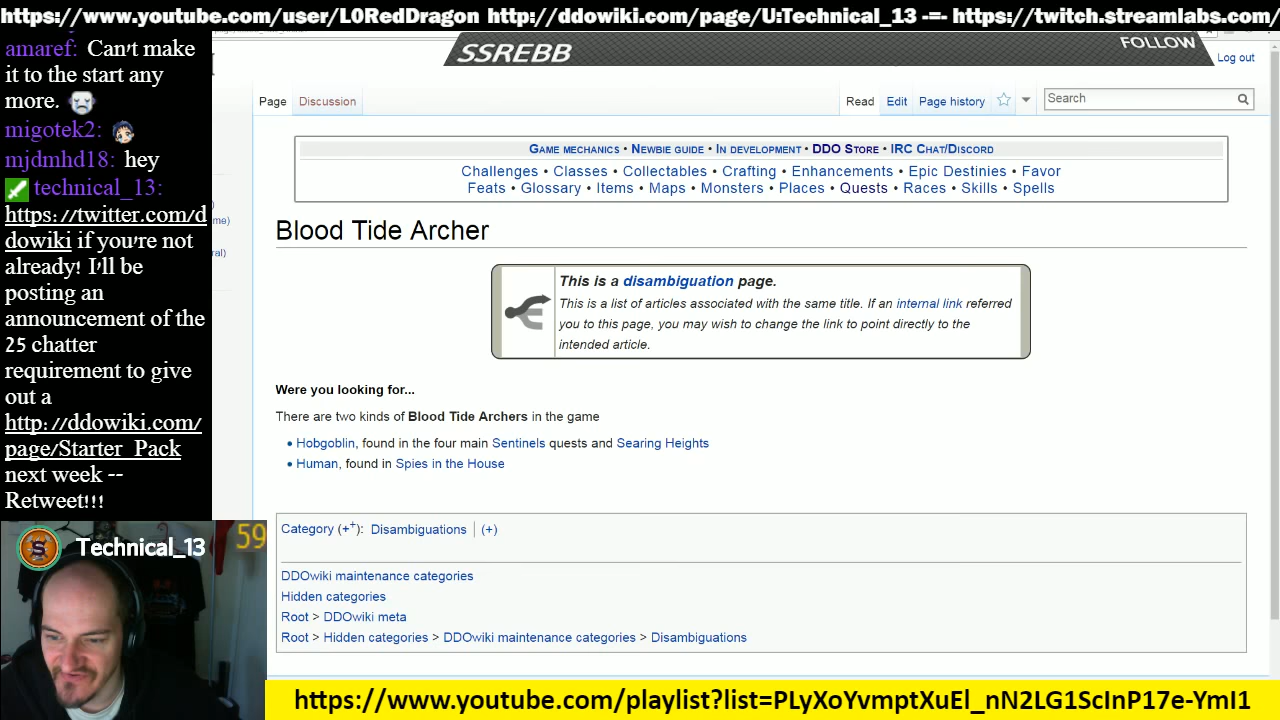 https://www.youtube.com/user/L0RedDragon http://ddowiki.com/page/U:Technical_13 -=- https://twitch.streamlabs.com/
amaref: Can't make
it to the start any
more.
migotek2:
mjdmhd18: hey
technical_13:
https://twitter.com/d
dowiki if you're not
already! I'll be
posting an
announcement of the
25 chatter
requirement to give
out a
http://ddowiki.com/
page/Starter_Pack
next week --
Retweet!!!
Technical_13
59
SSREBB
FOLLOW
Log out
Page Discussion
Read Edit Page history
Search
GAME MECHANICS • NEWBIE GUIDE • IN DEVELOPMENT • DDO STORE • IRC CHAT/DISCORD
Challenges • Classes • Collectables • Crafting • Enhancements • Epic Destinies • Favor
Feats • Glossary • Items • Maps • Monsters • Places • Quests • Races • Skills • Spells
me)
ral)
Blood Tide Archer
This is a disambiguation page.
This is a list of articles associated with the same title. If an internal link referred
you to this page, you may wish to change the link to point directly to the
intended article.
Were you looking for...
There are two kinds of Blood Tide Archers in the game
• Hobgoblin, found in the four main Sentinels quests and Searing Heights
• Human, found in Spies in the House
Category (++): Disambiguations (+)
DDOwiki maintenance categories
Hidden categories
Root > DDOwiki meta
Root > Hidden categories > DDOwiki maintenance categories > Disambiguations
https://www.youtube.com/playlist?list=PLyXoYvmptXuEl_nN2LG1ScInP17e-YmI1